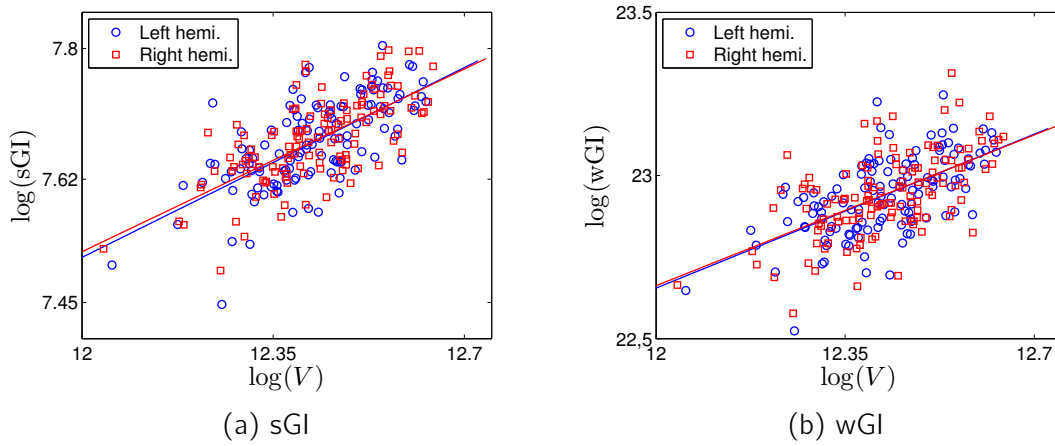 Left hemi.
Right hemi.
7.8
7.62
7.45
log(sGI)
12
12.35
12.7
log(V)
(a) sGI
Left hemi.
Right hemi.
23.5
23
22,5
log(wGI)
12
12.35
12.7
log(V)
(b) wGI